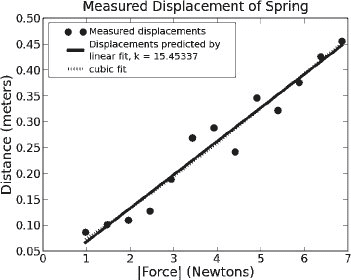 Measured Displacement of Spring
0.50
0.45
0.40
0.35
0.30
0.25
0.20
0.15
0.10
0.05
Distance (meters)
Measured displacements
Displacements predicted by
linear fit, k = 15.45337
cubic fit
0 1 2 3 4 5 6 7
|Force| (Newtons)